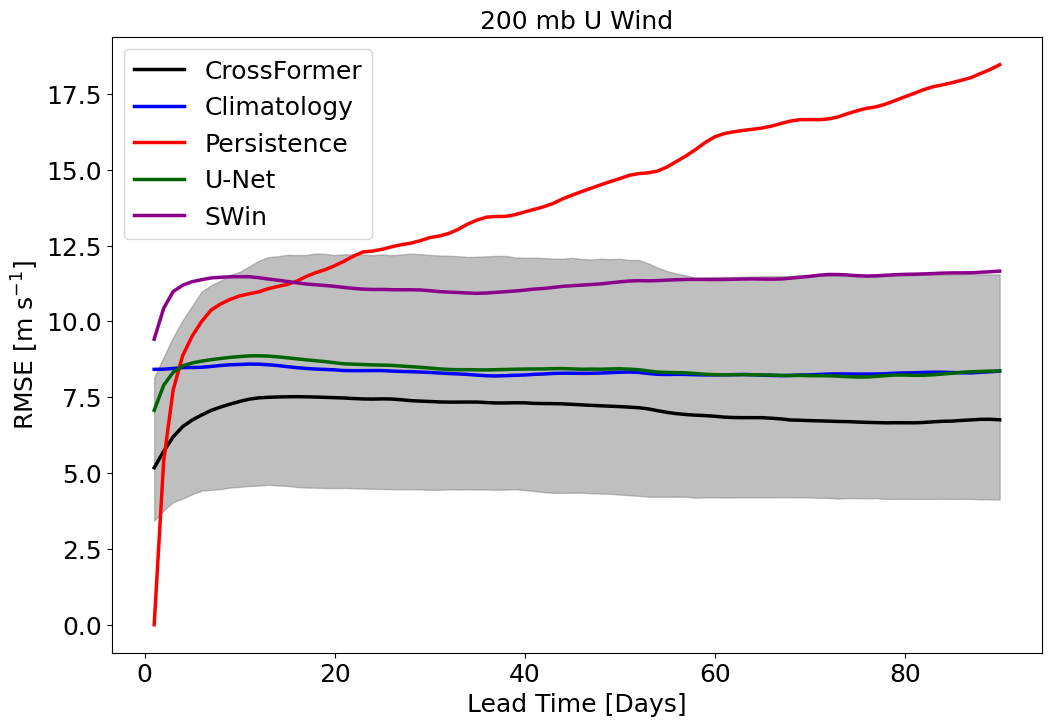 200 mb U Wind
CrossFormer
Climatology
Persistence
U-Net
SWin
RMSE [m s⁻¹]
17.5
15.0
12.5
10.0
7.5
5.0
2.5
0.0
0 20 40 60 80
Lead Time [Days]